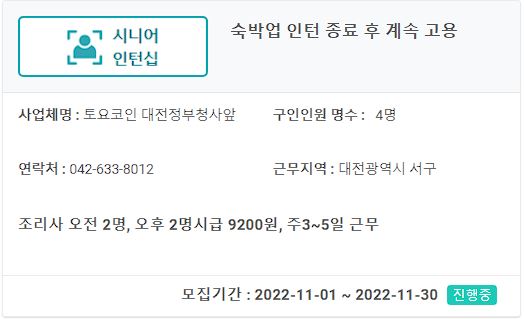 시니어
인턴십
숙박업 인턴 종료 후 계속 고용
사업체명 : 토요코인 대전정부청사앞 구인인원 명수 : 4명
연락처 : 042-633-8012 근무지역 : 대전광역시 서구
조리사 오전 2명, 오후 2명시급 9200원, 주3~5일 근무
모집기간 : 2022-11-01 ~ 2022-11-30 진행중